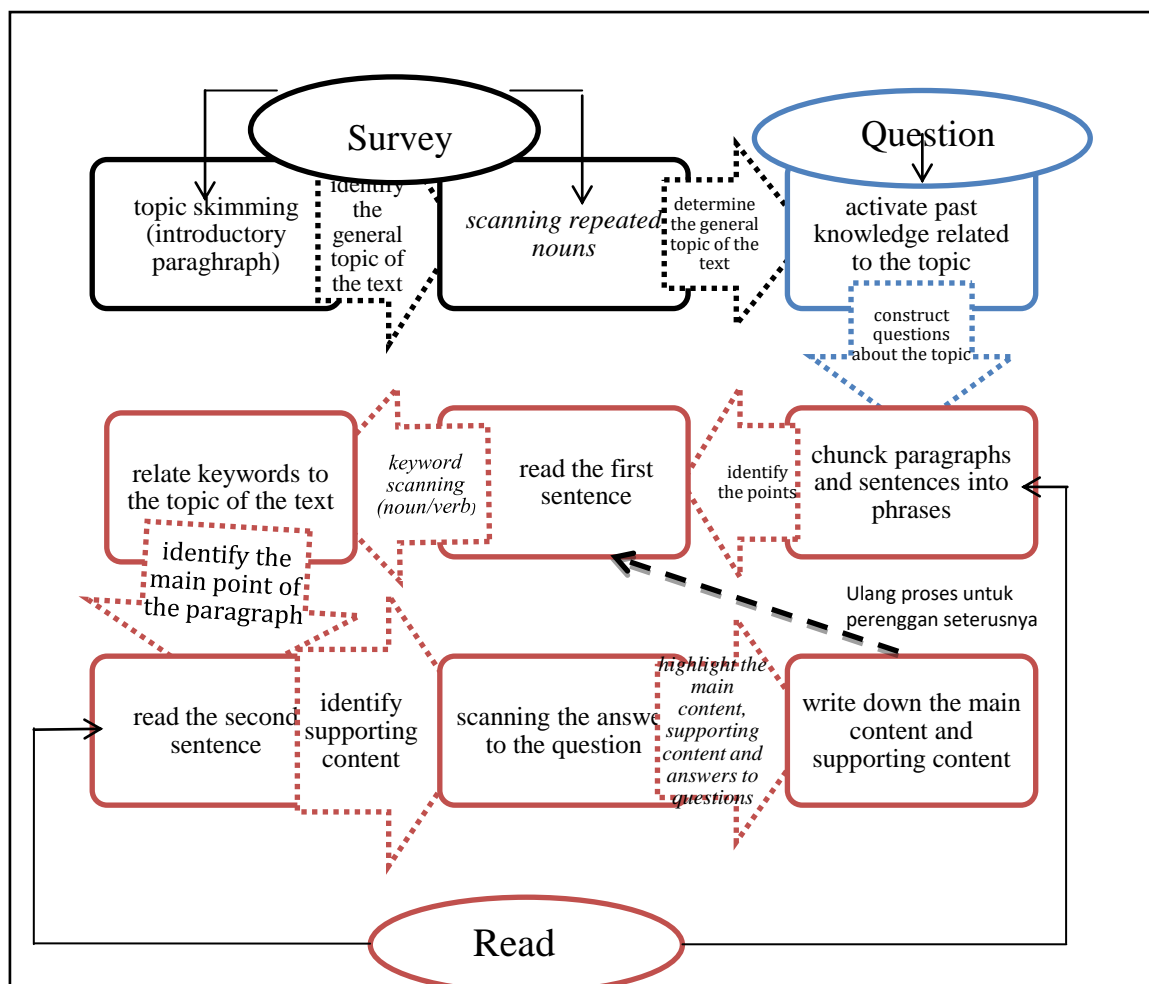 Survey
Question
topic skimming
(introductory
paraghraph)
identify
the
general
topic of
the text
scanning repeated
nouns
determine
the general
topic of the
text
activate past
knowledge related
to the topic
construct
questions
about the topic
chunck paragraphs
and sentences into
phrases
identify
the points
read the first
sentence
keyword
scanning
(noun/verb)
relate keywords to
the topic of the text
identify the
main point of
the paragraph
Ulang proses untuk
perenggan seterusnya
read the second
sentence
identify
supporting
content
scanning the answer
to the question
highlight the
main
content,
supporting
content and
answers to
questions
write down the main
content and
supporting content
Read